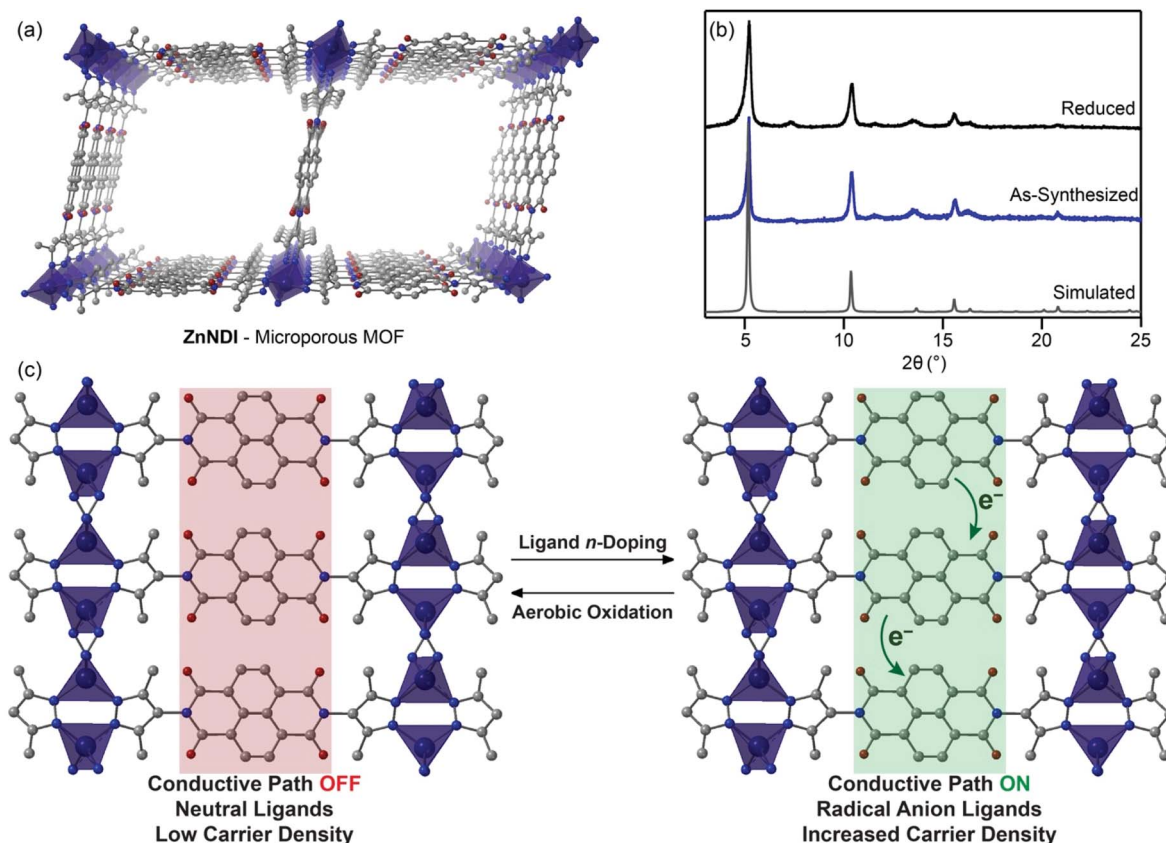 (a)
ZnNDI - Microporous MOF
(b)
Reduced
As-Synthesized
Simulated
5 10 15 20 25
2θ (°)
(c)
Ligand n-Doping
Aerobic Oxidation
e⁻
e⁻
Conductive Path OFF
Neutral Ligands
Low Carrier Density
Conductive Path ON
Radical Anion Ligands
Increased Carrier Density